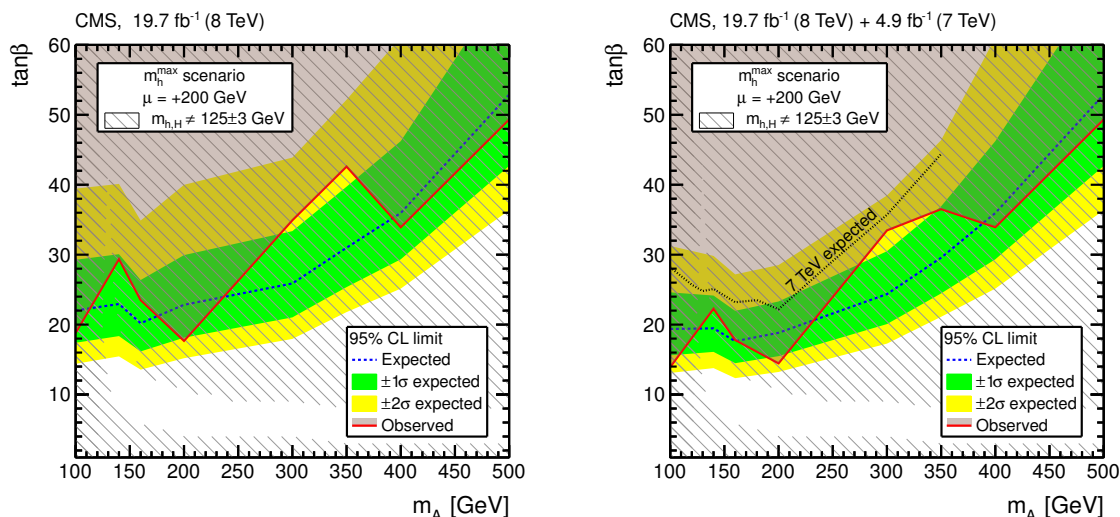 CMS, 19.7 fb⁻¹ (8 TeV)
tanβ
60
50
40
30
20
10
m_h^max scenario
μ = +200 GeV
m_h,H ≠ 125±3 GeV
95% CL limit
Expected
±1σ expected
±2σ expected
Observed
100 150 200 250 300 350 400 450 500
m_A [GeV]
CMS, 19.7 fb⁻¹ (8 TeV) + 4.9 fb⁻¹ (7 TeV)
tanβ
60
50
40
30
20
10
m_h^max scenario
μ = +200 GeV
m_h,H ≠ 125±3 GeV
7 TeV expected
95% CL limit
Expected
±1σ expected
±2σ expected
Observed
100 150 200 250 300 350 400 450 500
m_A [GeV]